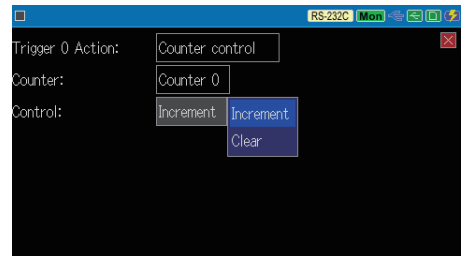 RS-232C Mon
Trigger 0 Action: Counter control
Counter: Counter 0
Control: Increment Increment
Clear